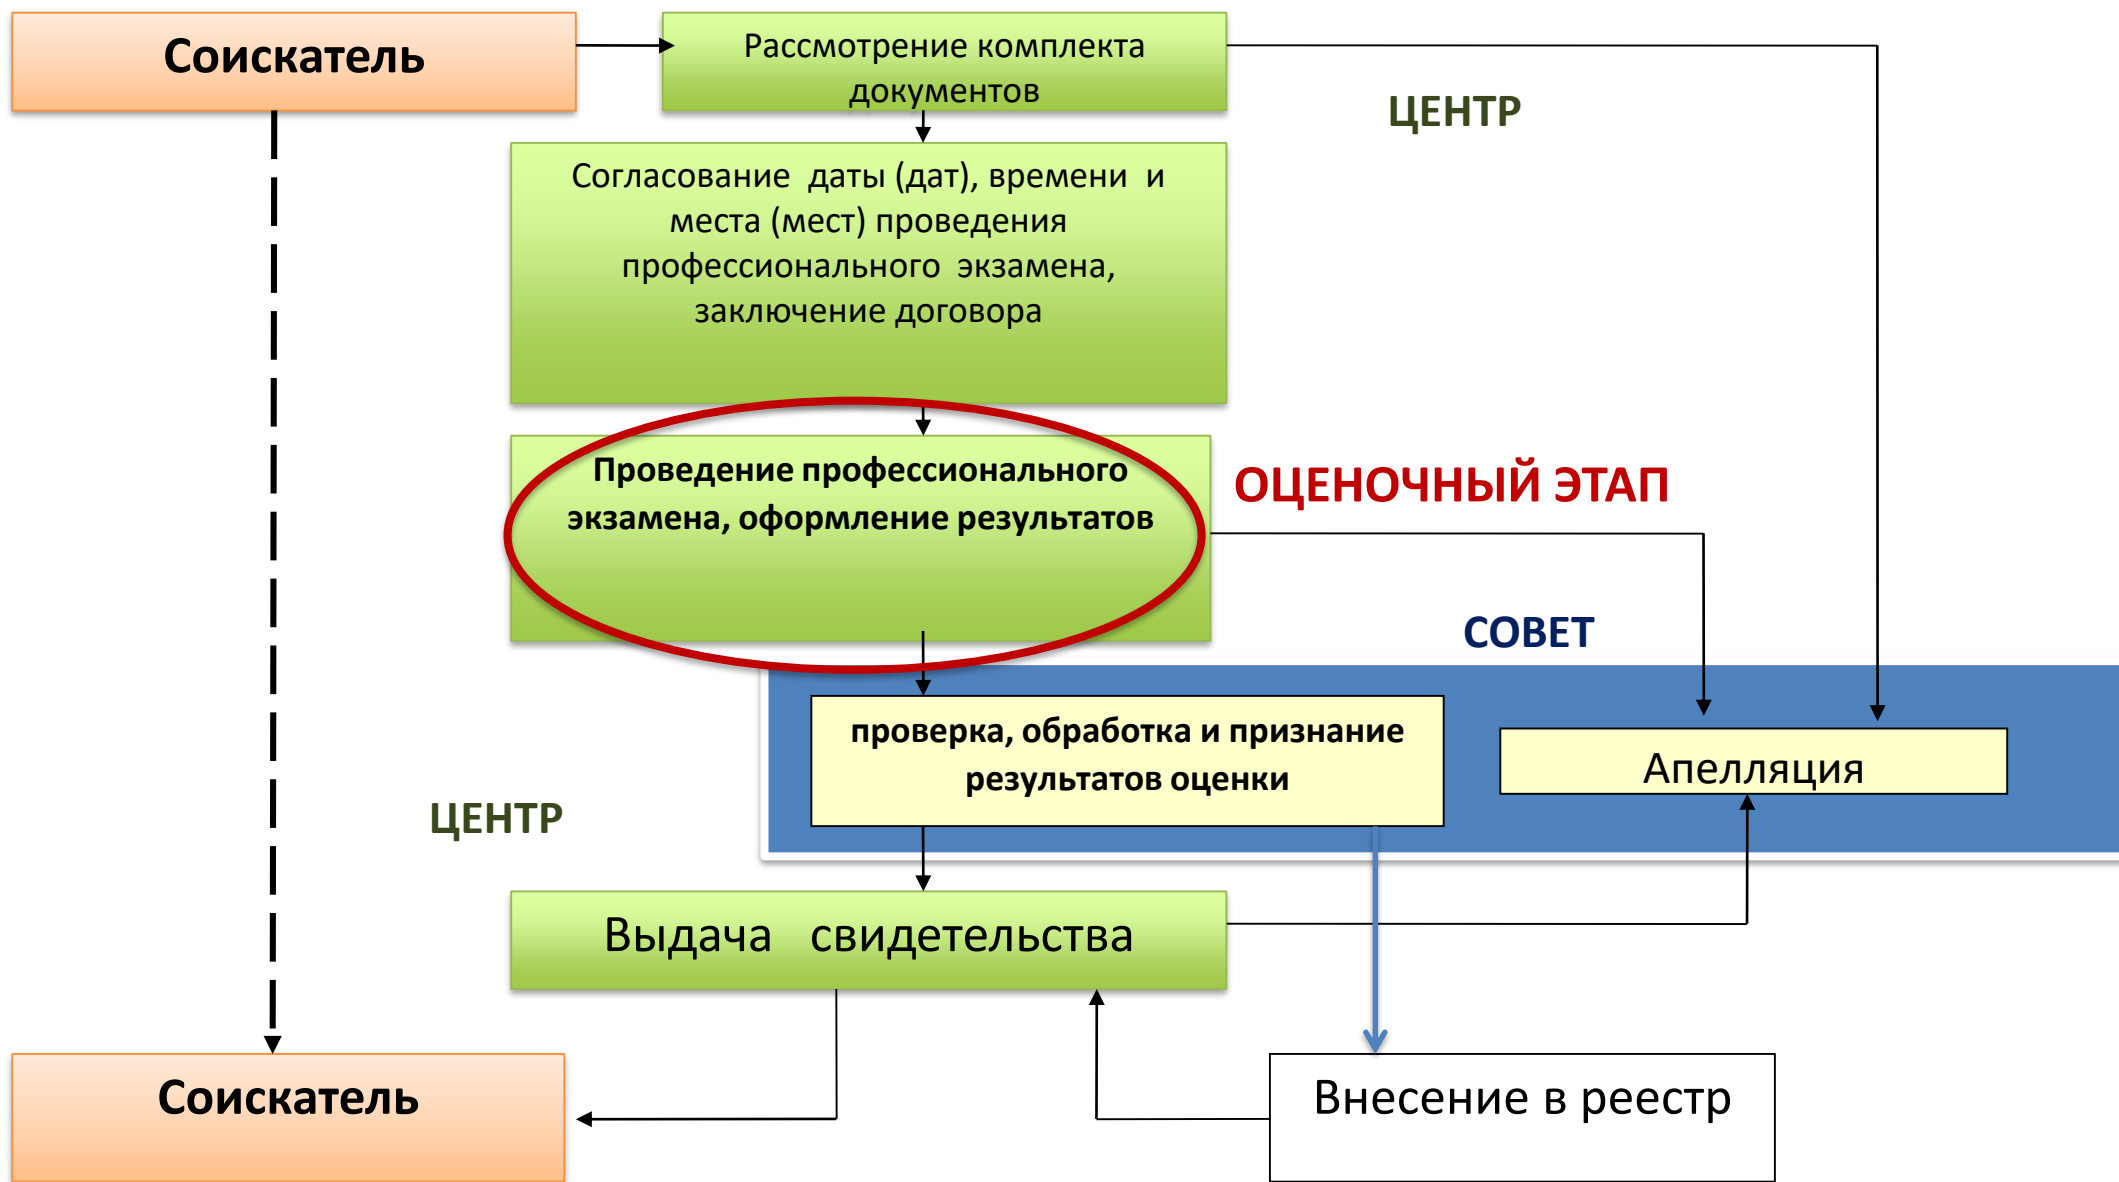 Соискатель
Рассмотрение комплекта
документов
ЦЕНТР
Согласование даты (дат), времени и
места (мест) проведения
профессионального экзамена,
заключение договора
Проведение профессионального
экзамена, оформление результатов
ОЦЕНОЧНЫЙ ЭТАП
СОВЕТ
проверка, обработка и признание
результатов оценки
Апелляция
ЦЕНТР
Выдача свидетельства
Соискатель
Внесение в реестр